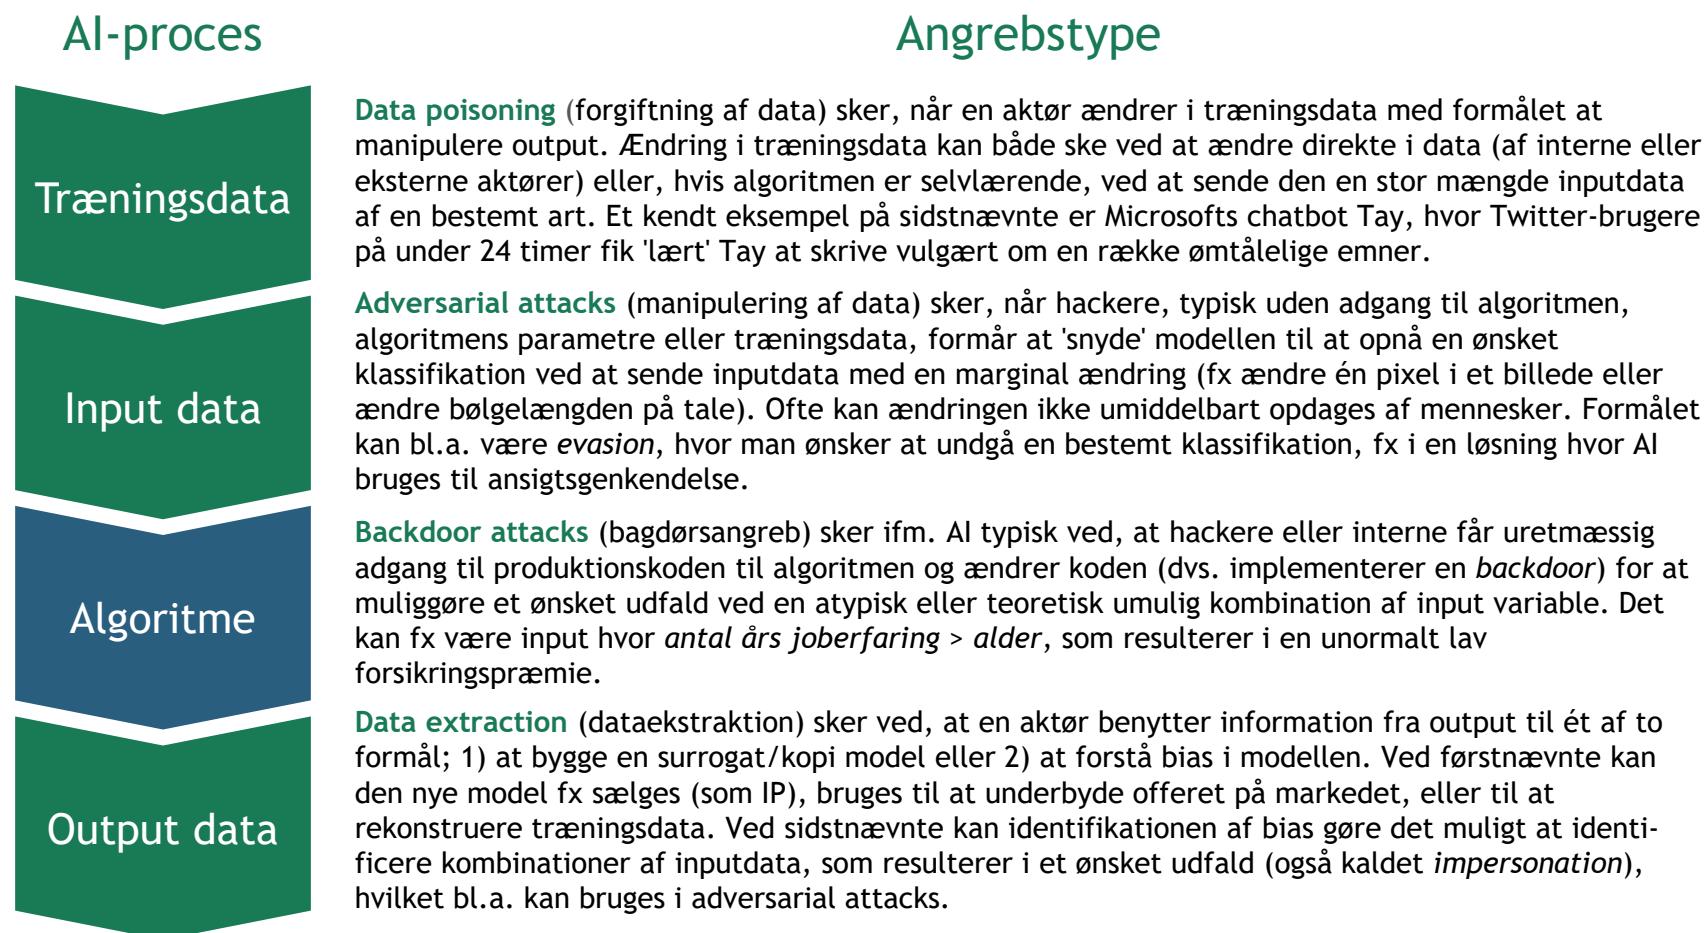 AI-proces
Angrebstype
Træningsdata
Data poisoning (forgiftning af data) sker, når en aktør ændrer i træningsdata med formålet at
manipulere output. Ændring i træningsdata kan både ske ved at ændre direkte i data (af interne eller
eksterne aktører) eller, hvis algoritmen er selvlærende, ved at sende den en stor mængde inputdata
af en bestemt art. Et kendt eksempel på sidstnævnte er Microsofts chatbot Tay, hvor Twitter-brugere
på under 24 timer fik 'lært' Tay at skrive vulgært om en række ømtålelige emner.
Input data
Adversarial attacks (manipulering af data) sker, når hackere, typisk uden adgang til algoritmen,
algoritmens parametre eller træningsdata, formår at 'snyde' modellen til at opnå en ønsket
klassifikation ved at sende inputdata med en marginal ændring (fx ændre én pixel i et billede eller
ændre bølgelængden på tale). Ofte kan ændringen ikke umiddelbart opdages af mennesker. Formålet
kan bl.a. være evasion, hvor man ønsker at undgå en bestemt klassifikation, fx i en løsning hvor AI
bruges til ansigtsgenkendelse.
Algoritme
Backdoor attacks (bagdørsangreb) sker ifm. AI typisk ved, at hackere eller interne får uretmæssig
adgang til produktionskoden til algoritmen og ændrer koden (dvs. implementerer en backdoor) for at
muliggøre et ønsket udfald ved en atypisk eller teoretisk umulig kombination af input variable. Det
kan fx være input hvor antal års joberfaring > alder, som resulterer i en unormalt lav
forsikringspræmie.
Output data
Data extraction (dataekstraktion) sker ved, at en aktør benytter information fra output til ét af to
formål; 1) at bygge en surrogat/kopi model eller 2) at forstå bias i modellen. Ved førstnævnte kan
den nye model fx sælges (som IP), bruges til at underbyde offeret på markedet, eller til at
rekonstruere træningsdata. Ved sidstnævnte kan identifikationen af bias gøre det muligt at identi-
ficere kombinationer af inputdata, som resulterer i et ønsket udfald (også kaldet impersonation),
hvilket bl.a. kan bruges i adversarial attacks.